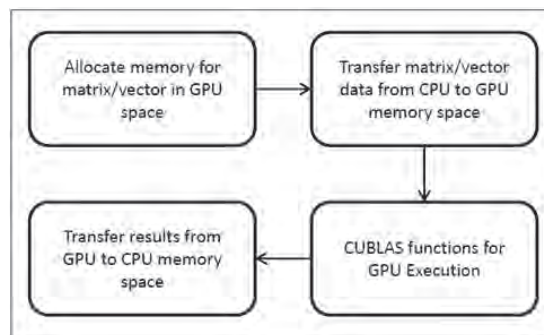 Allocate memory for
matrix/vector in GPU
space
Transfer matrix/vector
data from CPU to GPU
memory space
CUBLAS functions for
GPU Execution
Transfer results from
GPU to CPU memory
space